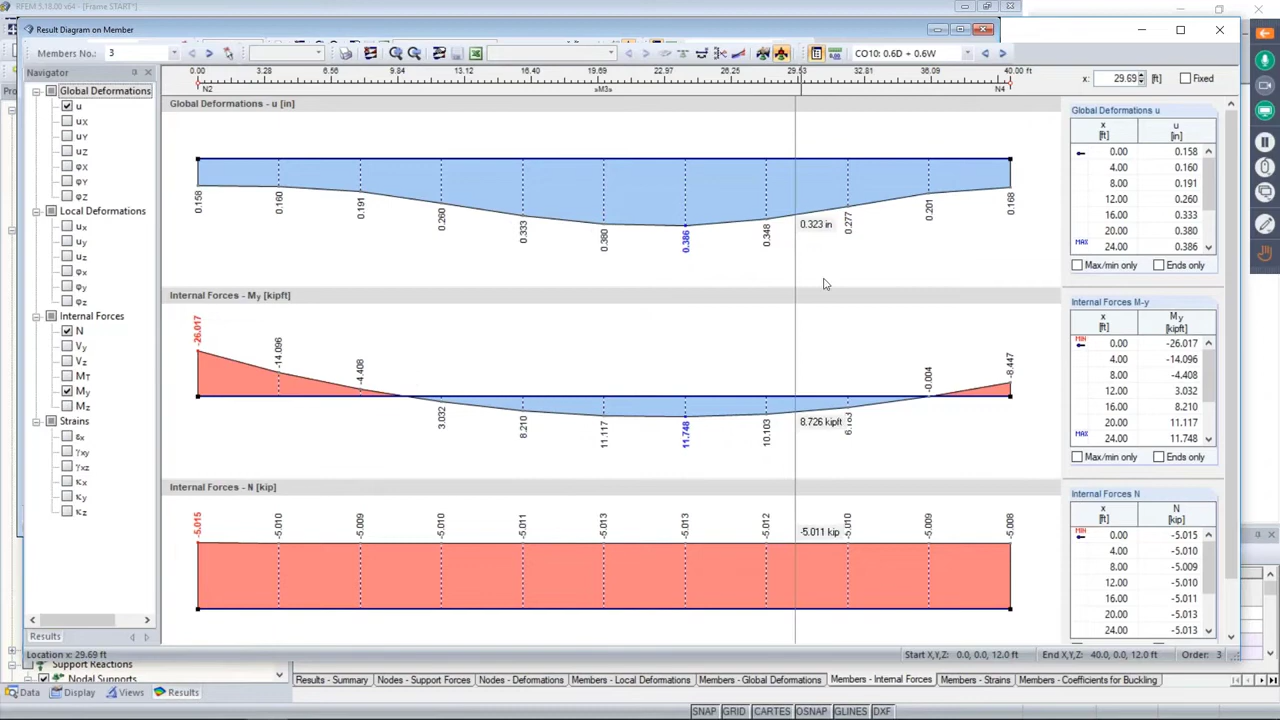 RFEM 5.18.00 x64 - [Frame START*]
Result Diagram on Member
Members No.: 3
CO10: 0.6D + 0.6W
Navigator
0.00 3.28 6.56 9.84 13.12 16.40 19.69 22.97 26.25 29.53 32.81 36.09 40.00 ft
N2 »M3» N4
x: 29.69 [ft] Fixed
Global Deformations
u
uX
uY
uZ
φX
φY
φZ
Local Deformations
ux
uy
uz
φx
φy
φz
Internal Forces
N
Vy
Vz
MT
My
Mz
Strains
εx
γxy
γxz
κx
κy
κz
Results
Global Deformations - u [in]
0.158 0.160 0.191 0.260 0.333 0.380 0.386 0.348 0.323 in 0.277 0.201 0.168
Internal Forces - My [kipft]
-26.017 -14.096 -4.408 3.032 8.210 11.117 11.748 10.103 8.726 kipft -0.004 -8.447
Internal Forces - N [kip]
-5.015 -5.010 -5.009 -5.010 -5.011 -5.013 -5.013 -5.012 -5.011 kip -5.010 -5.009 -5.008
Global Deformations u
x [ft] u [in]
0.00 0.158
4.00 0.160
8.00 0.191
12.00 0.260
16.00 0.333
20.00 0.380
MAX 24.00 0.386
Max/min only Ends only
Internal Forces M-y
x [ft] My [kipft]
MIN 0.00 -26.017
4.00 -14.096
8.00 -4.408
12.00 3.032
16.00 8.210
20.00 11.117
MAX 24.00 11.748
Max/min only Ends only
Internal Forces N
x [ft] N [kip]
MIN 0.00 -5.015
4.00 -5.010
8.00 -5.009
12.00 -5.010
16.00 -5.011
20.00 -5.013
24.00 -5.013
Location x: 29.69 ft Start X,Y,Z: 0.0, 0.0, 12.0 ft End X,Y,Z: 40.0, 0.0, 12.0 ft Order: 3
Support Reactions
Nodal Supports
Data Display Views Results
Results - Summary Nodes - Support Forces Nodes - Deformations Members - Local Deformations Members - Global Deformations Members - Internal Forces Members - Strains Members - Coefficients for Buckling
SNAP GRID CARTES OSNAP GLINES DXF